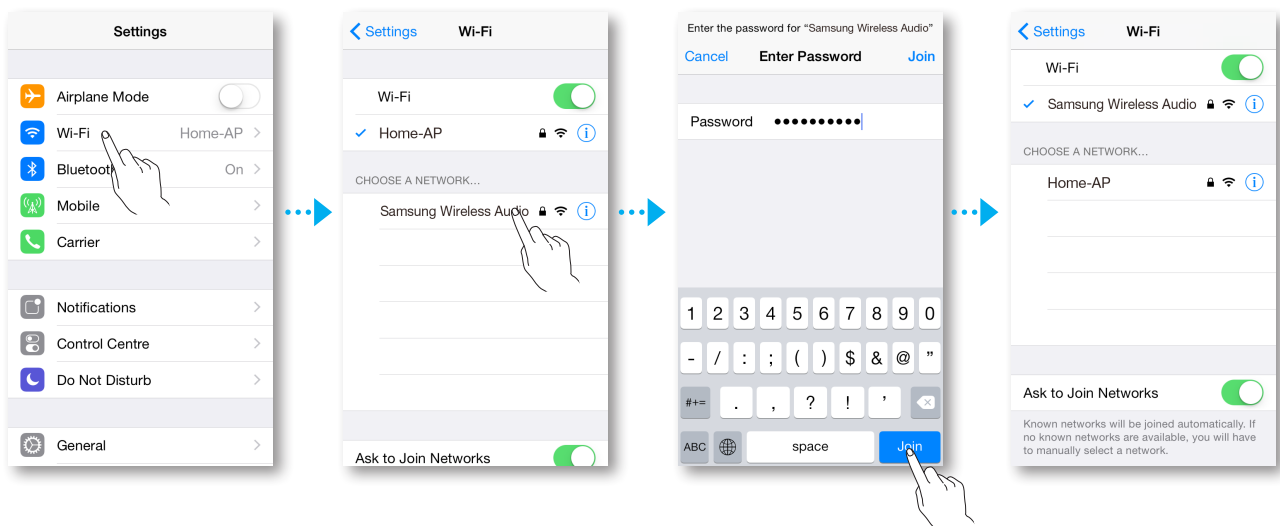 Settings
Airplane Mode
Wi-Fi Home-AP
Bluetoot On
Mobile
Carrier
Notifications
Control Centre
Do Not Disturb
General
Settings Wi-Fi
Wi-Fi
Home-AP
CHOOSE A NETWORK...
Samsung Wireless Audio
Ask to Join Networks
Enter the password for “Samsung Wireless Audio”
Cancel Enter Password Join
Password ●●●●●●●●●●
1 2 3 4 5 6 7 8 9 0
- / : ; ( ) $ & @ ”
#+= . , ? ! ’
ABC space Join
Settings Wi-Fi
Wi-Fi
Samsung Wireless Audio
CHOOSE A NETWORK...
Home-AP
Ask to Join Networks
Known networks will be joined automatically. If
no known networks are available, you will have
to manually select a network.